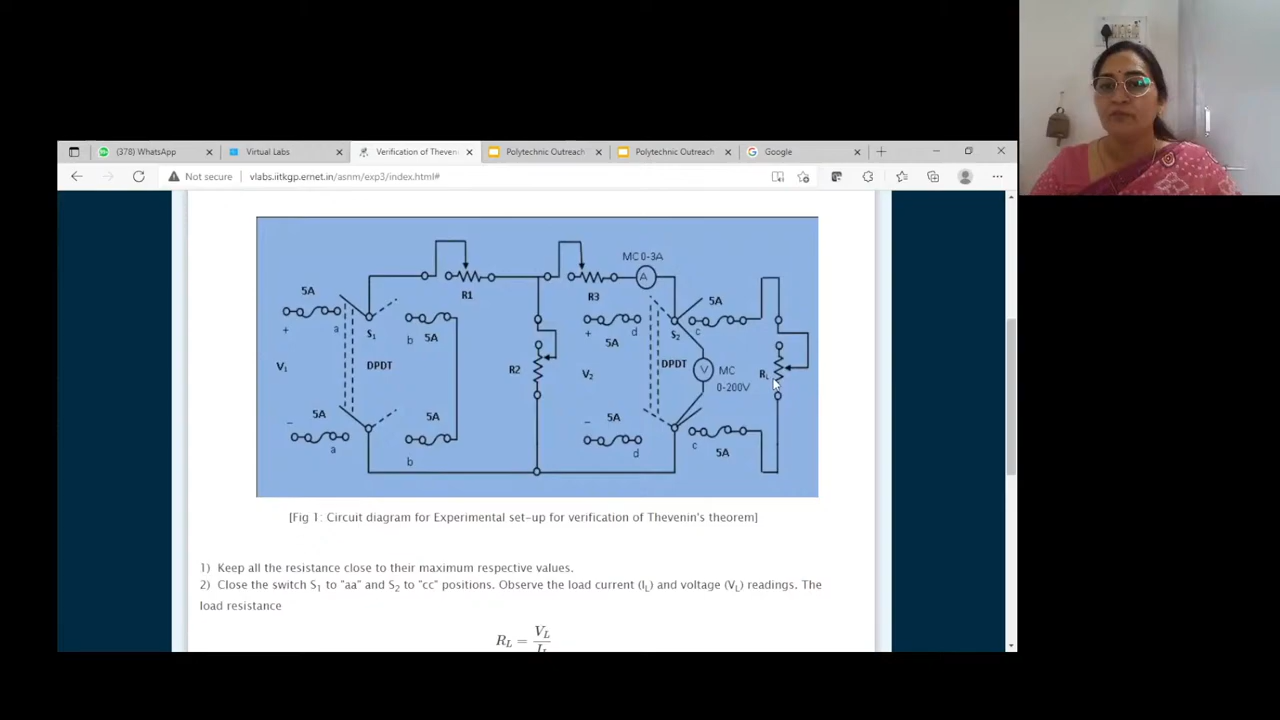 (378) WhatsApp
Virtual Labs
Verification of Theven
Polytechnic Outreach
Polytechnic Outreach
Google
Not secure
vlabs.iitkgp.ernet.in/asnm/exp3/index.html#
MC 0-3A
A
R1
R3
5A
5A
+
a
S1
b
5A
+
5A
d
S2
c
V1
DPDT
R2
V2
DPDT
V
MC
0-200V
RL
5A
5A
5A
-
a
b
-
d
c
5A
[Fig 1: Circuit diagram for Experimental set-up for verification of Thevenin's theorem]
1) Keep all the resistance close to their maximum respective values.
2) Close the switch S1 to "aa" and S2 to "cc" positions. Observe the load current (IL) and voltage (VL) readings. The
load resistance
RL = VL
IL